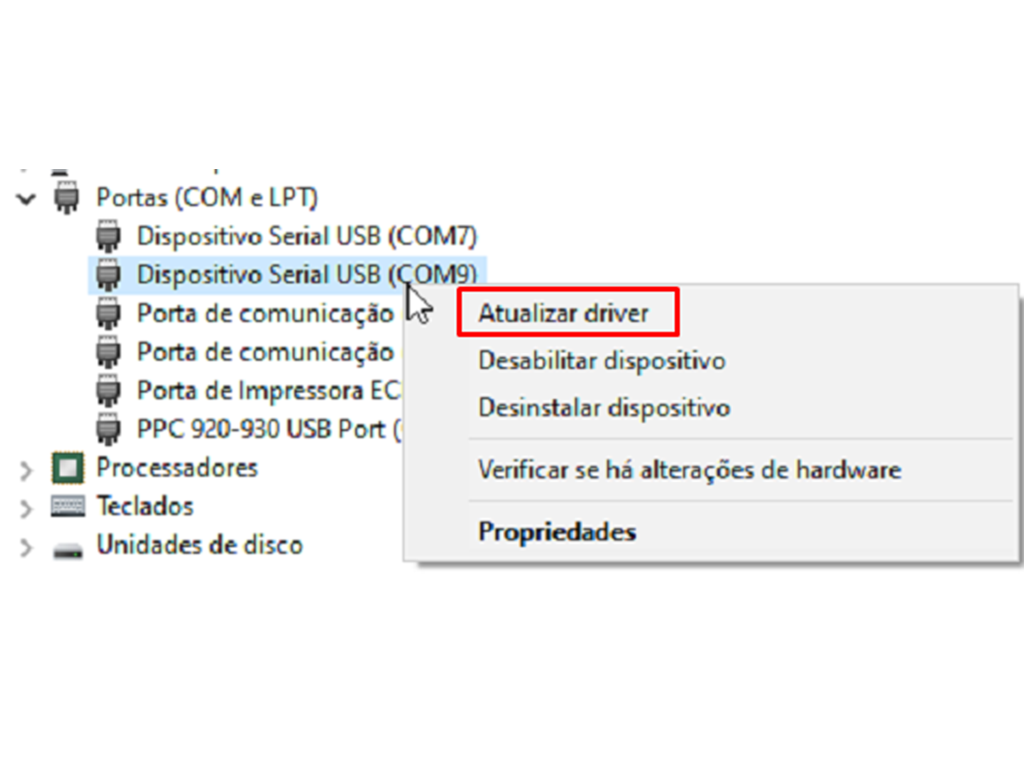 Portas (COM e LPT)
Dispositivo Serial USB (COM7)
Dispositivo Serial USB (COM9)
Porta de comunicação
Porta de comunicação
Porta de Impressora
PPC 920-930 USB Port (
Processadores
Teclados
Unidades de disco
Atualizar driver
Desabilitar dispositivo
Desinstalar dispositivo
Verificar se há alterações de hardware
Propriedades